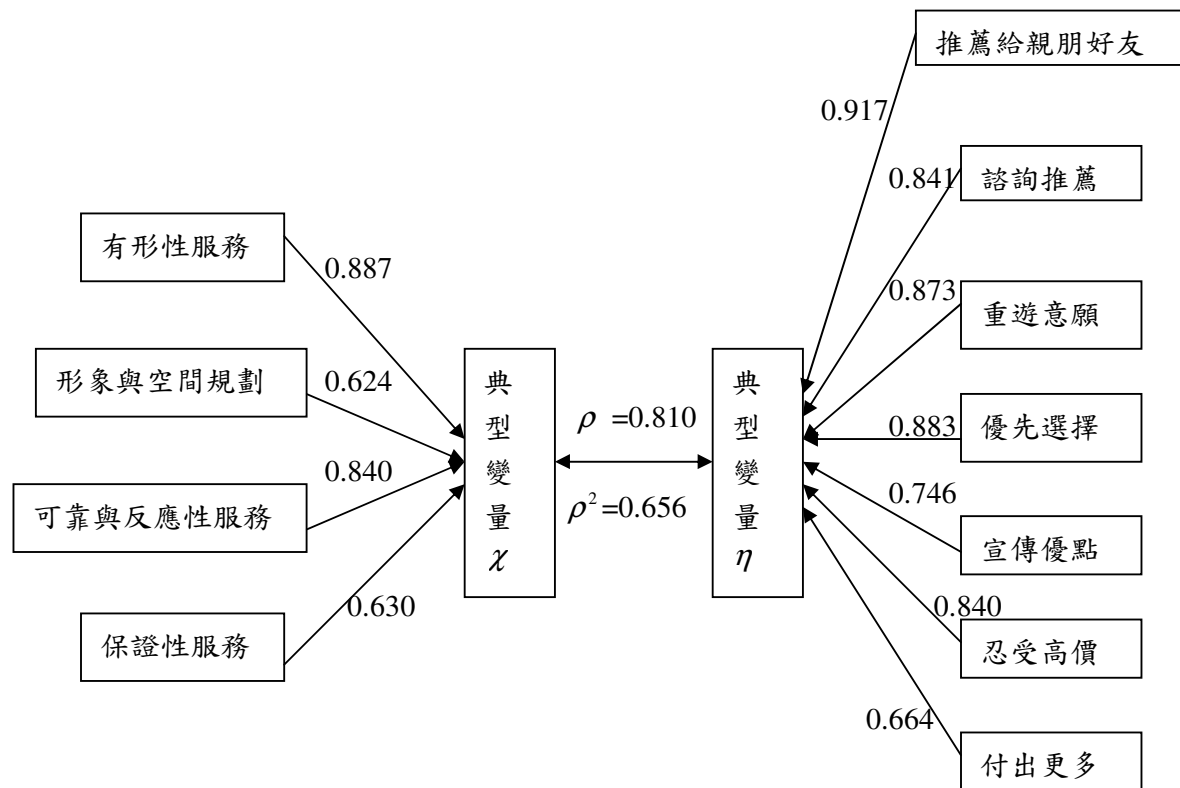 推薦給親朋好友
0.917
0.841
諮詢推薦
有形性服務
0.887
0.873
重遊意願
形象與空間規劃
0.624
典型變量χ
ρ =0.810
ρ²=0.656
典型變量η
0.883
優先選擇
0.840
可靠與反應性服務
0.746
宣傳優點
0.630
保證性服務
0.840
忍受高價
0.664
付出更多